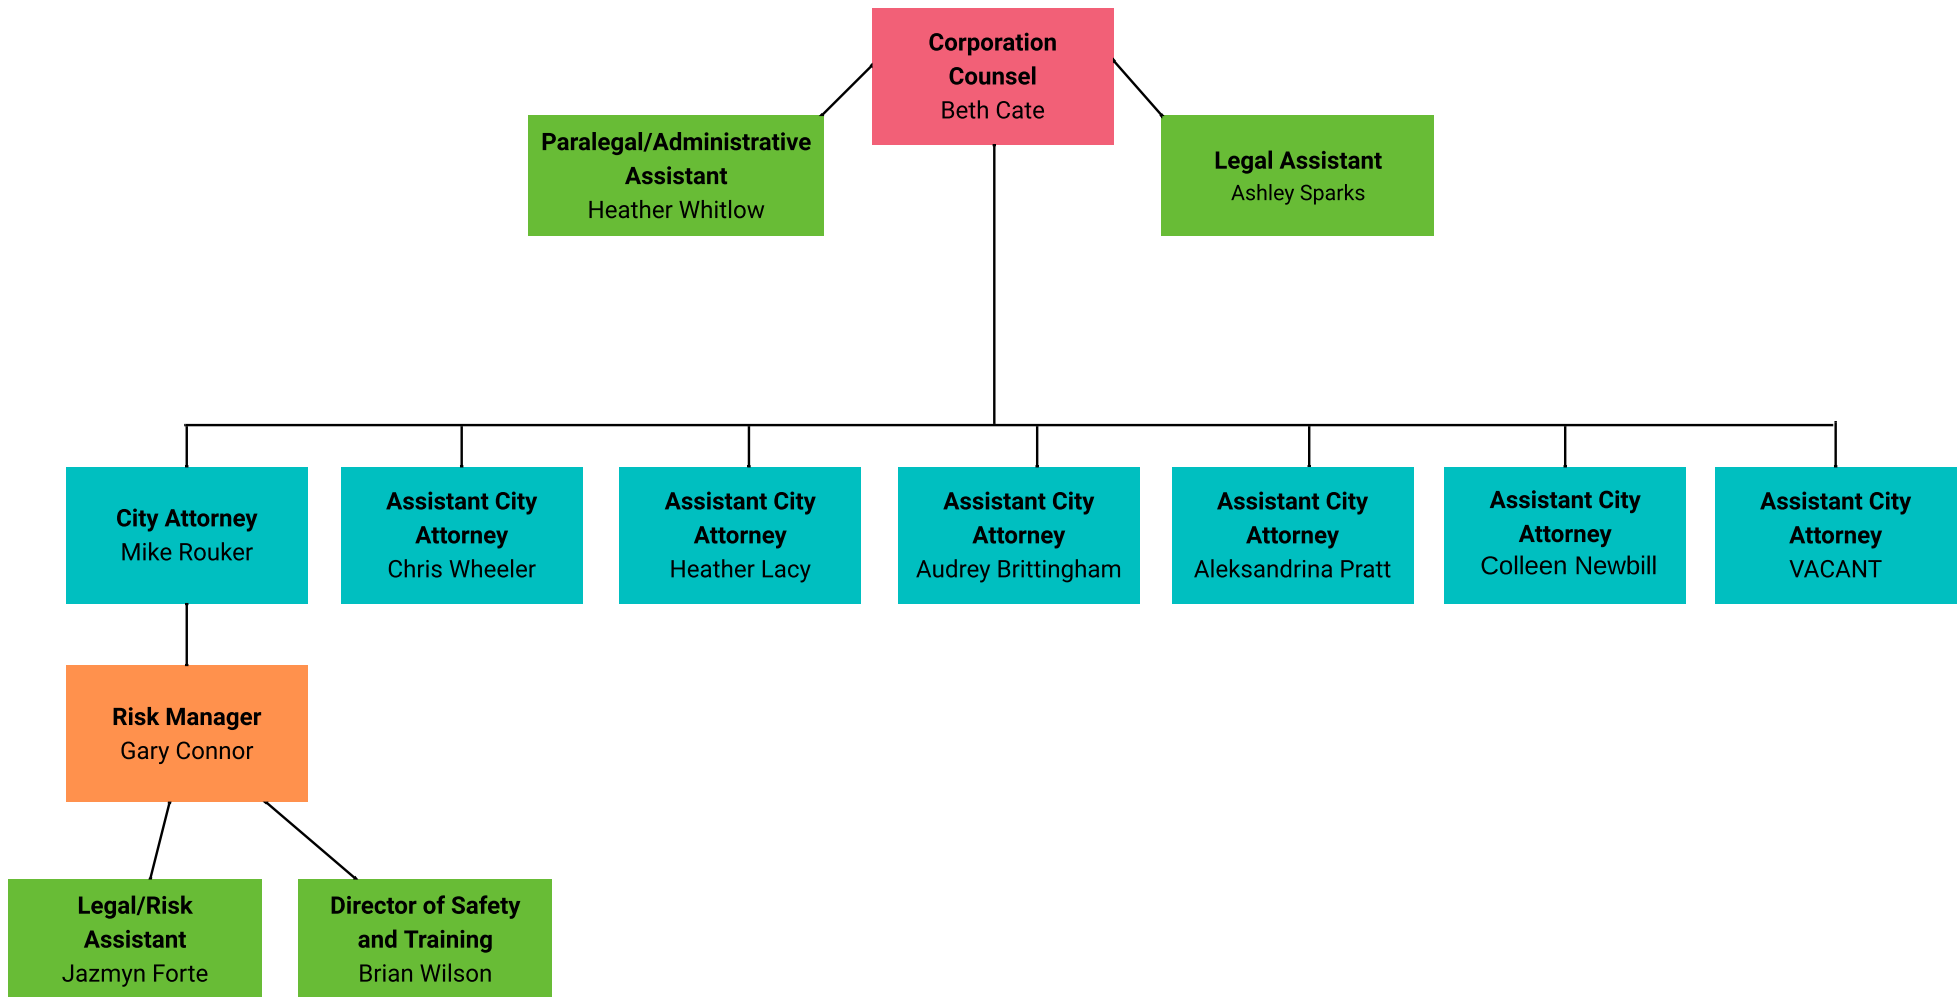 Corporation
Counsel
Beth Cate
Paralegal/Administrative
Assistant
Heather Whitlow
Legal Assistant
Ashley Sparks
City Attorney
Mike Rouker
Assistant City
Attorney
Chris Wheeler
Assistant City
Attorney
Heather Lacy
Assistant City
Attorney
Audrey Brittingham
Assistant City
Attorney
Aleksandrina Pratt
Assistant City
Attorney
Colleen Newbill
Assistant City
Attorney
VACANT
Risk Manager
Gary Connor
Legal/Risk
Assistant
Jazmyn Forte
Director of Safety
and Training
Brian Wilson